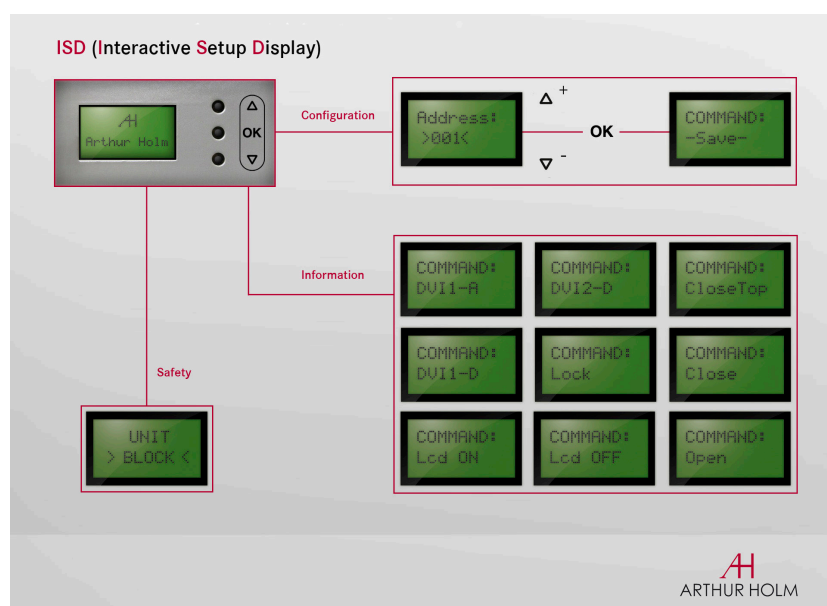 ISD (Interactive Setup Display)
AH
Arthur Holm
OK
Configuration
Address:
>001<
+
OK
-
COMMAND:
-Save-
Information
COMMAND:
DVI1-A
COMMAND:
DVI2-D
COMMAND:
CloseTop
COMMAND:
DVI1-D
COMMAND:
Lock
COMMAND:
Close
COMMAND:
Lcd ON
COMMAND:
Lcd OFF
COMMAND:
Open
Safety
UNIT
> BLOCK <
AH
ARTHUR HOLM